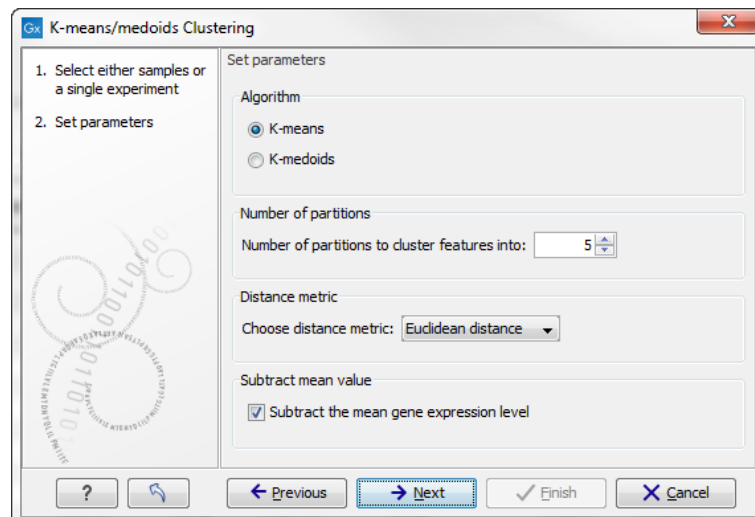 Gx K-means/medoids Clustering
1. Select either samples or
a single experiment
2. Set parameters
Set parameters
Algorithm
K-means
K-medoids
Number of partitions
Number of partitions to cluster features into: 5
Distance metric
Choose distance metric: Euclidean distance
Subtract mean value
Subtract the mean gene expression level
? Previous Next Finish Cancel